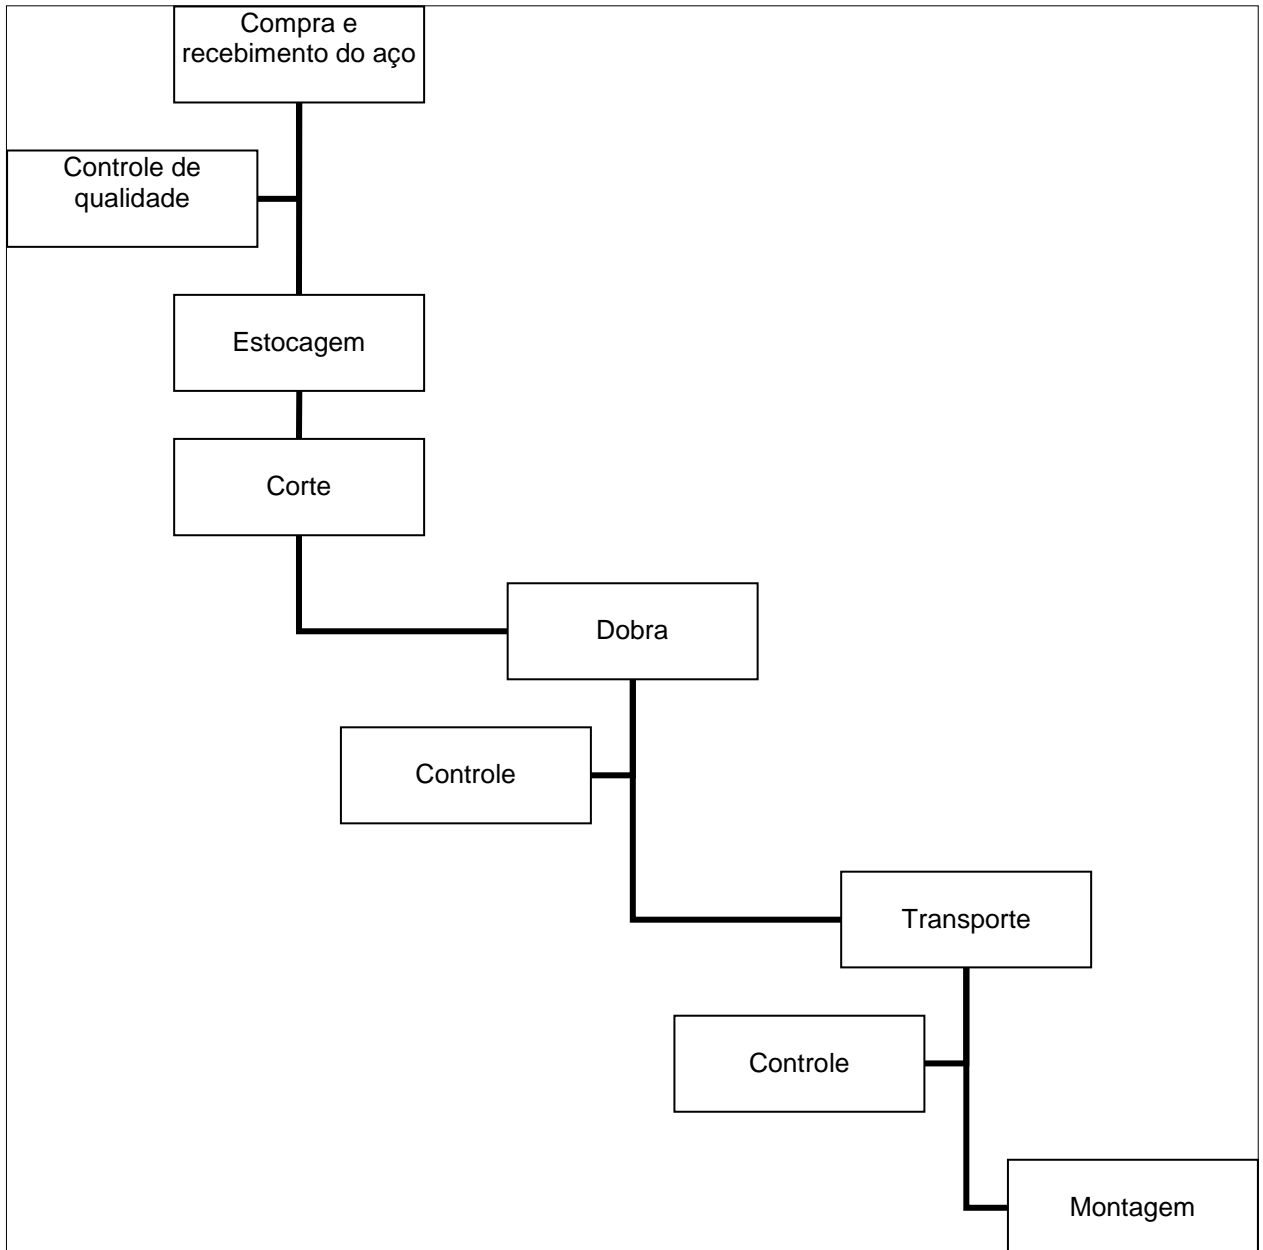 Compra e
recebimento do aço
Controle de
qualidade
Estocagem
Corte
Dobra
Controle
Transporte
Controle
Montagem